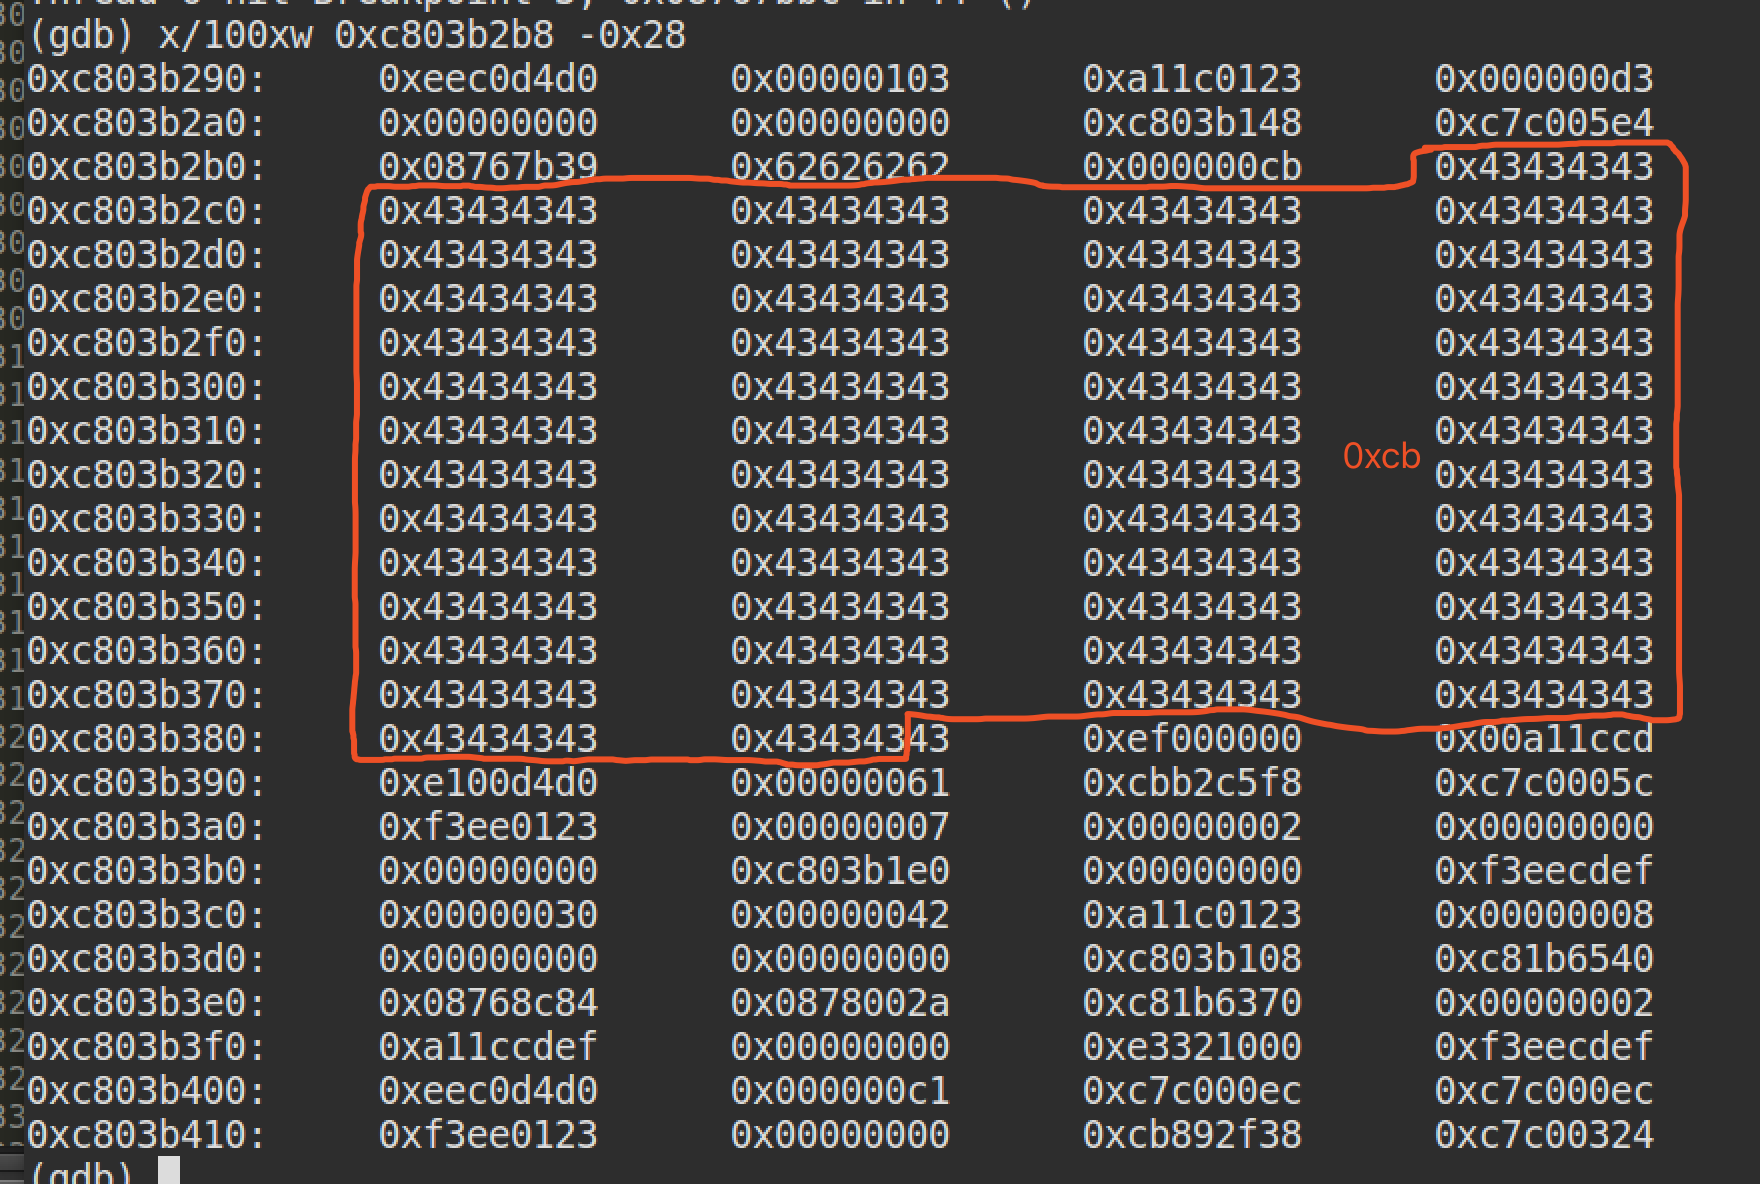 (gdb) x/100xw 0xc803b2b8 -0x28
0xc803b290: 0xeec0d4d0 0x00000103 0xa11c0123 0x000000d3
0xc803b2a0: 0x00000000 0x00000000 0xc803b148 0xc7c005e4
0xc803b2b0: 0x08767b39 0x62626262 0x000000cb 0x43434343
0xc803b2c0: 0x43434343 0x43434343 0x43434343 0x43434343
0xc803b2d0: 0x43434343 0x43434343 0x43434343 0x43434343
0xc803b2e0: 0x43434343 0x43434343 0x43434343 0x43434343
0xc803b2f0: 0x43434343 0x43434343 0x43434343 0x43434343
0xc803b300: 0x43434343 0x43434343 0x43434343 0x43434343
0xc803b310: 0x43434343 0x43434343 0x43434343 0x43434343
0xcb
0xc803b320: 0x43434343 0x43434343 0x43434343 0x43434343
0xc803b330: 0x43434343 0x43434343 0x43434343 0x43434343
0xc803b340: 0x43434343 0x43434343 0x43434343 0x43434343
0xc803b350: 0x43434343 0x43434343 0x43434343 0x43434343
0xc803b360: 0x43434343 0x43434343 0x43434343 0x43434343
0xc803b370: 0x43434343 0x43434343 0x43434343 0x43434343
0xc803b380: 0x43434343 0x43434343 0xef000000 0x00a11ccd
0xc803b390: 0xe100d4d0 0x00000061 0xcbb2c5f8 0xc7c0005c
0xc803b3a0: 0xf3ee0123 0x00000007 0x00000002 0x00000000
0xc803b3b0: 0x00000000 0xc803b1e0 0x00000000 0xf3eecdef
0xc803b3c0: 0x00000030 0x00000042 0xa11c0123 0x00000008
0xc803b3d0: 0x00000000 0x00000000 0xc803b108 0xc81b6540
0xc803b3e0: 0x08768c84 0x0878002a 0xc81b6370 0x00000002
0xc803b3f0: 0xa11ccdef 0x00000000 0xe3321000 0xf3eecdef
0xc803b400: 0xeec0d4d0 0x000000c1 0xc7c000ec 0xc7c000ec
0xc803b410: 0xf3ee0123 0x00000000 0xcb892f38 0xc7c00324
(gdb)